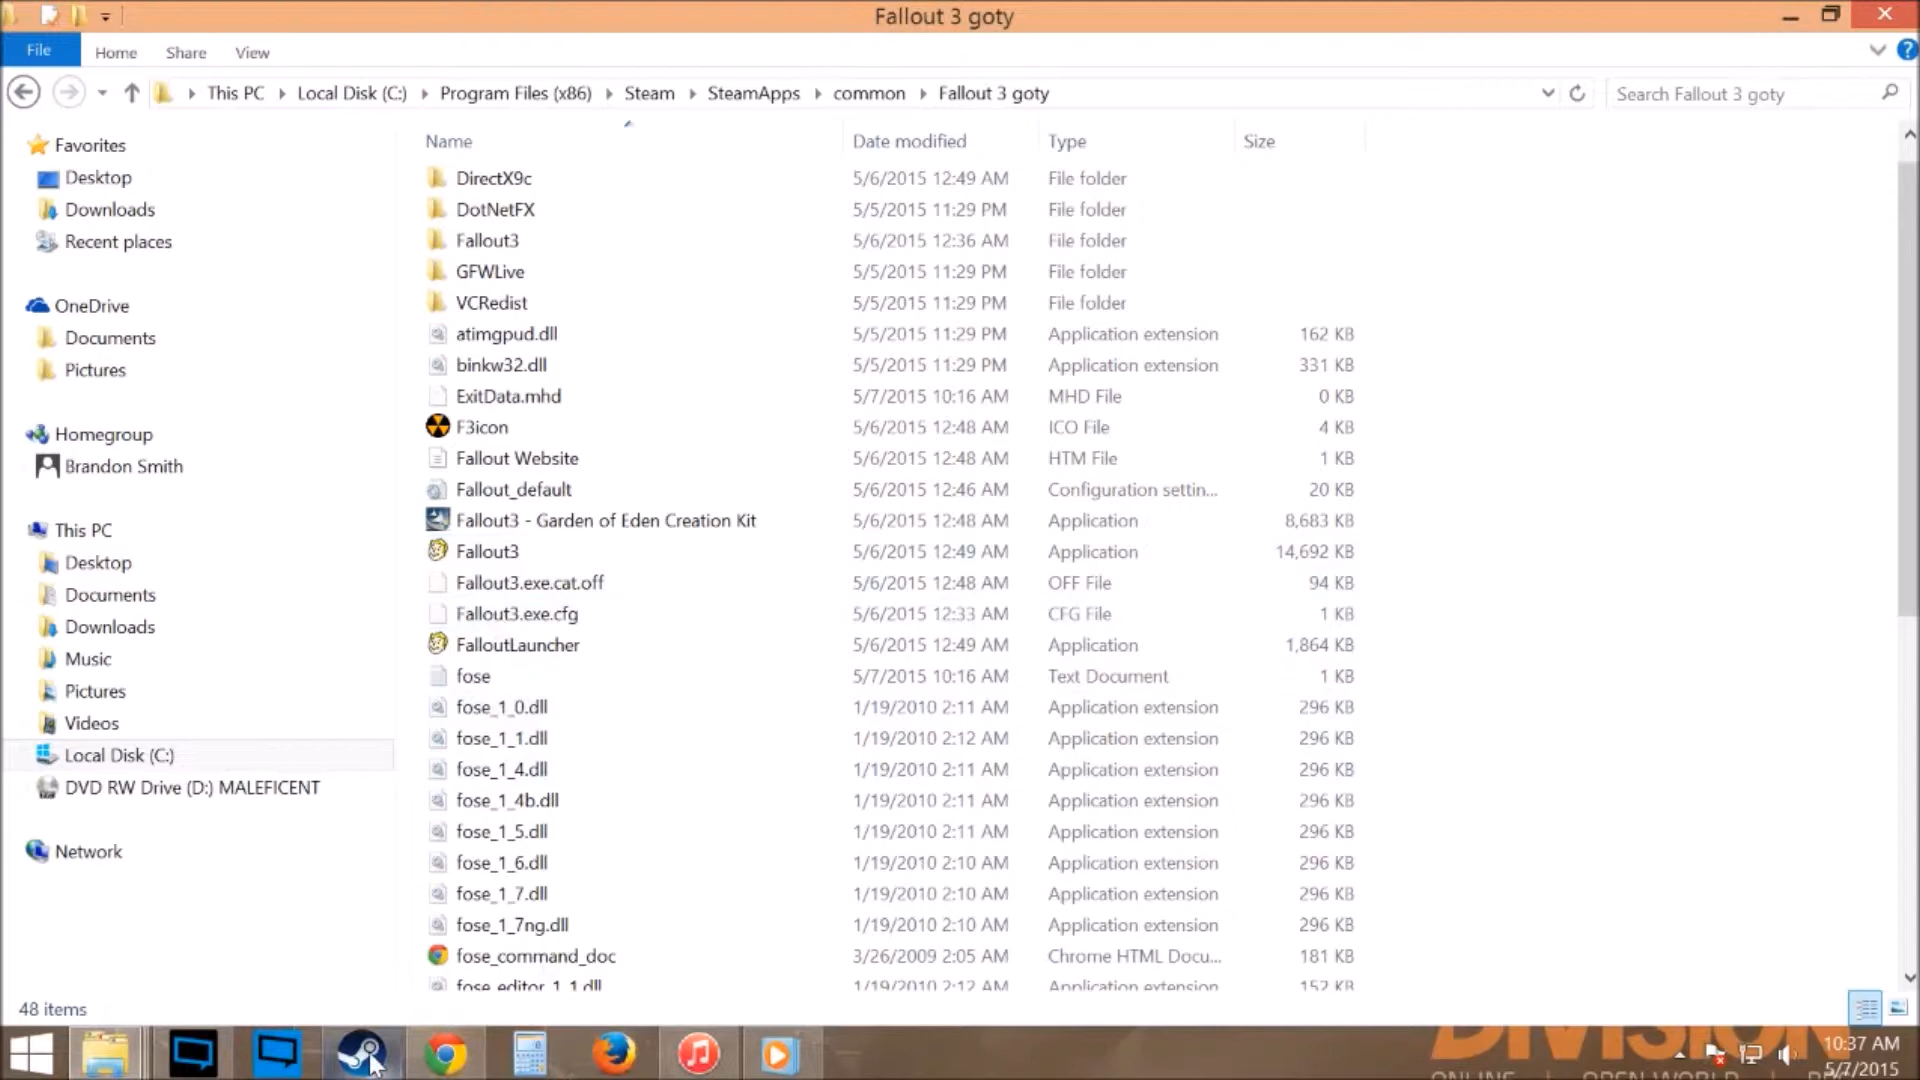 Fallout 3 goty
File Home Share View
This PC Local Disk (C:) Program Files (x86) Steam SteamApps common Fallout 3 goty Search Fallout 3 goty
Name Date modified Type Size
Favorites
Desktop
Downloads
Recent places
OneDrive
Documents
Pictures
Homegroup
Brandon Smith
This PC
Desktop
Documents
Downloads
Music
Pictures
Videos
Local Disk (C:)
DVD RW Drive (D:) MALEFICENT
Network
DirectX9c 5/6/2015 12:49 AM File folder
DotNetFX 5/5/2015 11:29 PM File folder
Fallout3 5/6/2015 12:36 AM File folder
GFWLive 5/5/2015 11:29 PM File folder
VCRedist 5/5/2015 11:29 PM File folder
atimgpud.dll 5/5/2015 11:29 PM Application extension 162 KB
binkw32.dll 5/5/2015 11:29 PM Application extension 331 KB
ExitData.mhd 5/7/2015 10:16 AM MHD File 0 KB
F3icon 5/6/2015 12:48 AM ICO File 4 KB
Fallout Website 5/6/2015 12:48 AM HTM File 1 KB
Fallout_default 5/6/2015 12:46 AM Configuration settin... 20 KB
Fallout3 - Garden of Eden Creation Kit 5/6/2015 12:48 AM Application 8,683 KB
Fallout3 5/6/2015 12:49 AM Application 14,692 KB
Fallout3.exe.cat.off 5/6/2015 12:48 AM OFF File 94 KB
Fallout3.exe.cfg 5/6/2015 12:33 AM CFG File 1 KB
FalloutLauncher 5/6/2015 12:49 AM Application 1,864 KB
fose 5/7/2015 10:16 AM Text Document 1 KB
fose_1_0.dll 1/19/2010 2:11 AM Application extension 296 KB
fose_1_1.dll 1/19/2010 2:12 AM Application extension 296 KB
fose_1_4.dll 1/19/2010 2:11 AM Application extension 296 KB
fose_1_4b.dll 1/19/2010 2:11 AM Application extension 296 KB
fose_1_5.dll 1/19/2010 2:11 AM Application extension 296 KB
fose_1_6.dll 1/19/2010 2:10 AM Application extension 296 KB
fose_1_7.dll 1/19/2010 2:10 AM Application extension 296 KB
fose_1_7ng.dll 1/19/2010 2:10 AM Application extension 296 KB
fose_command_doc 3/26/2009 2:05 AM Chrome HTML Docu... 181 KB
fose_editor_1_1.dll 1/19/2010 2:12 AM Application extension 152 KB
48 items
DIVISION
ONLINE | OPEN WORLD
10:37 AM
5/7/2015